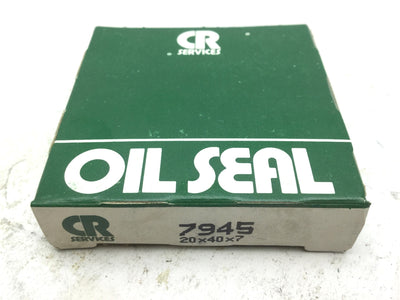 CR
SERVICES
OIL SEAL
CR
SERVICES
7945
20x40x7